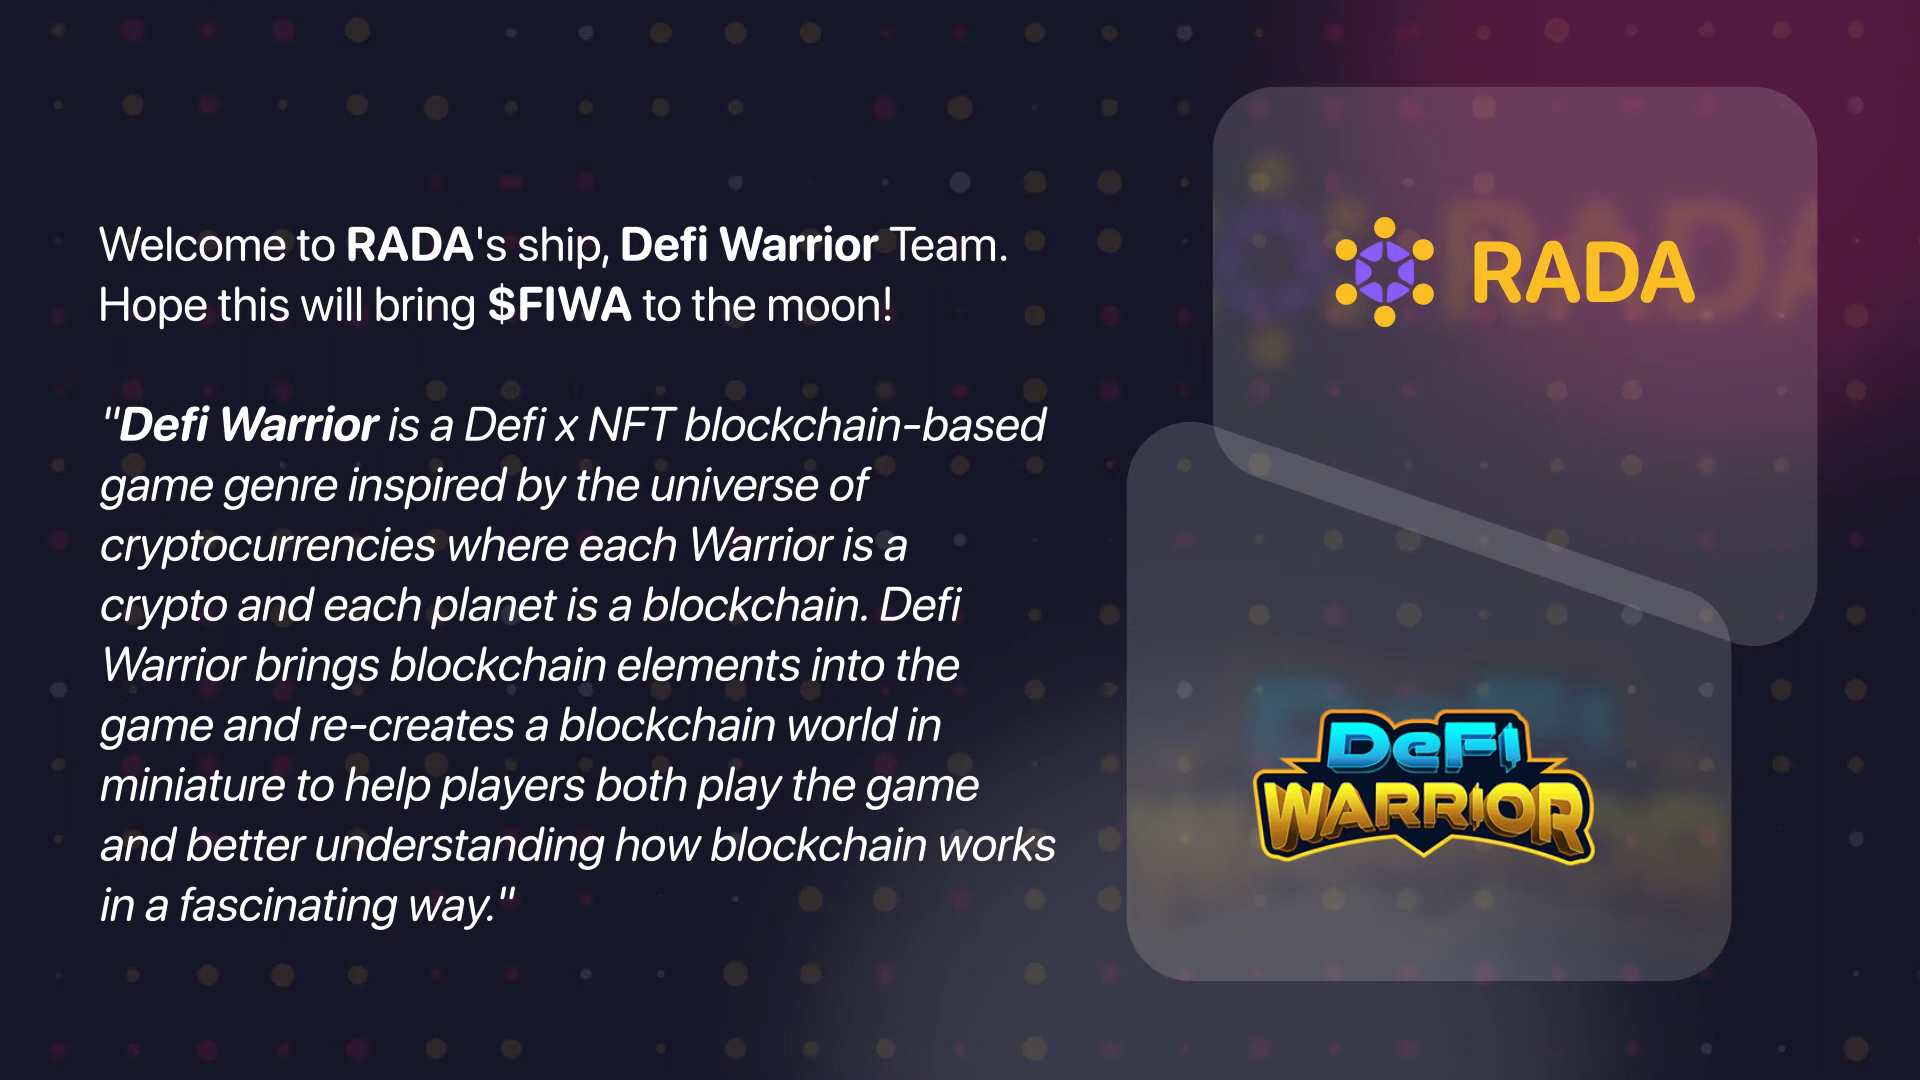 Welcome to RADA's ship, Defi Warrior Team.
Hope this will bring $FIWA to the moon!
"Defi Warrior is a Defi x NFT blockchain-based
game genre inspired by the universe of
cryptocurrencies where each Warrior is a
crypto and each planet is a blockchain. Defi
Warrior brings blockchain elements into the
game and re-creates a blockchain world in
miniature to help players both play the game
and better understanding how blockchain works
in a fascinating way."
RADA
DeFi
WARRIOR